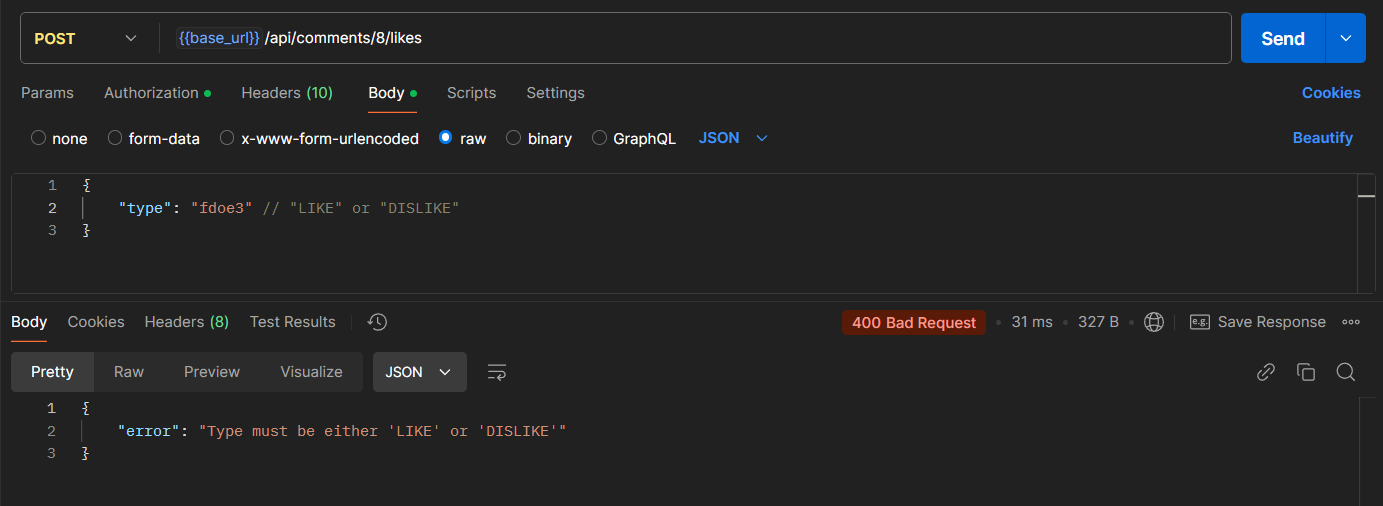 POST {{base_url}} /api/comments/8/likes Send
Params Authorization Headers (10) Body Scripts Settings Cookies
none form-data x-www-form-urlencoded raw binary GraphQL JSON Beautify
1 {
2 "type": "fdoe3" // "LIKE" or "DISLIKE"
3 }
Body Cookies Headers (8) Test Results 400 Bad Request 31 ms 327 B e.g. Save Response
Pretty Raw Preview Visualize JSON
1 {
2 "error": "Type must be either 'LIKE' or 'DISLIKE'"
3 }